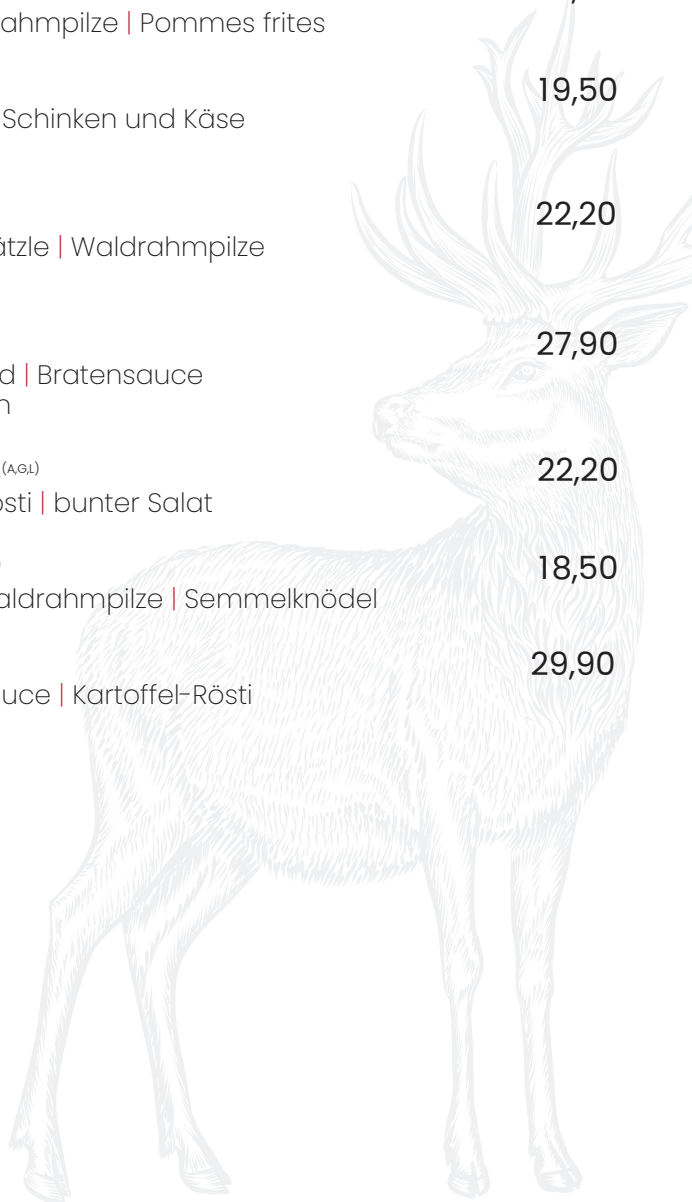 ahmpilze | Pommes frites
19,50
Schinken und Käse
22,20
ätzle | Waldrahmpilze
27,90
d | Bratensauce
n
(A,G,L) 22,20
östi | bunter Salat
18,50
aldrahmpilze | Semmelknödel
29,90
uce | Kartoffel-Rösti